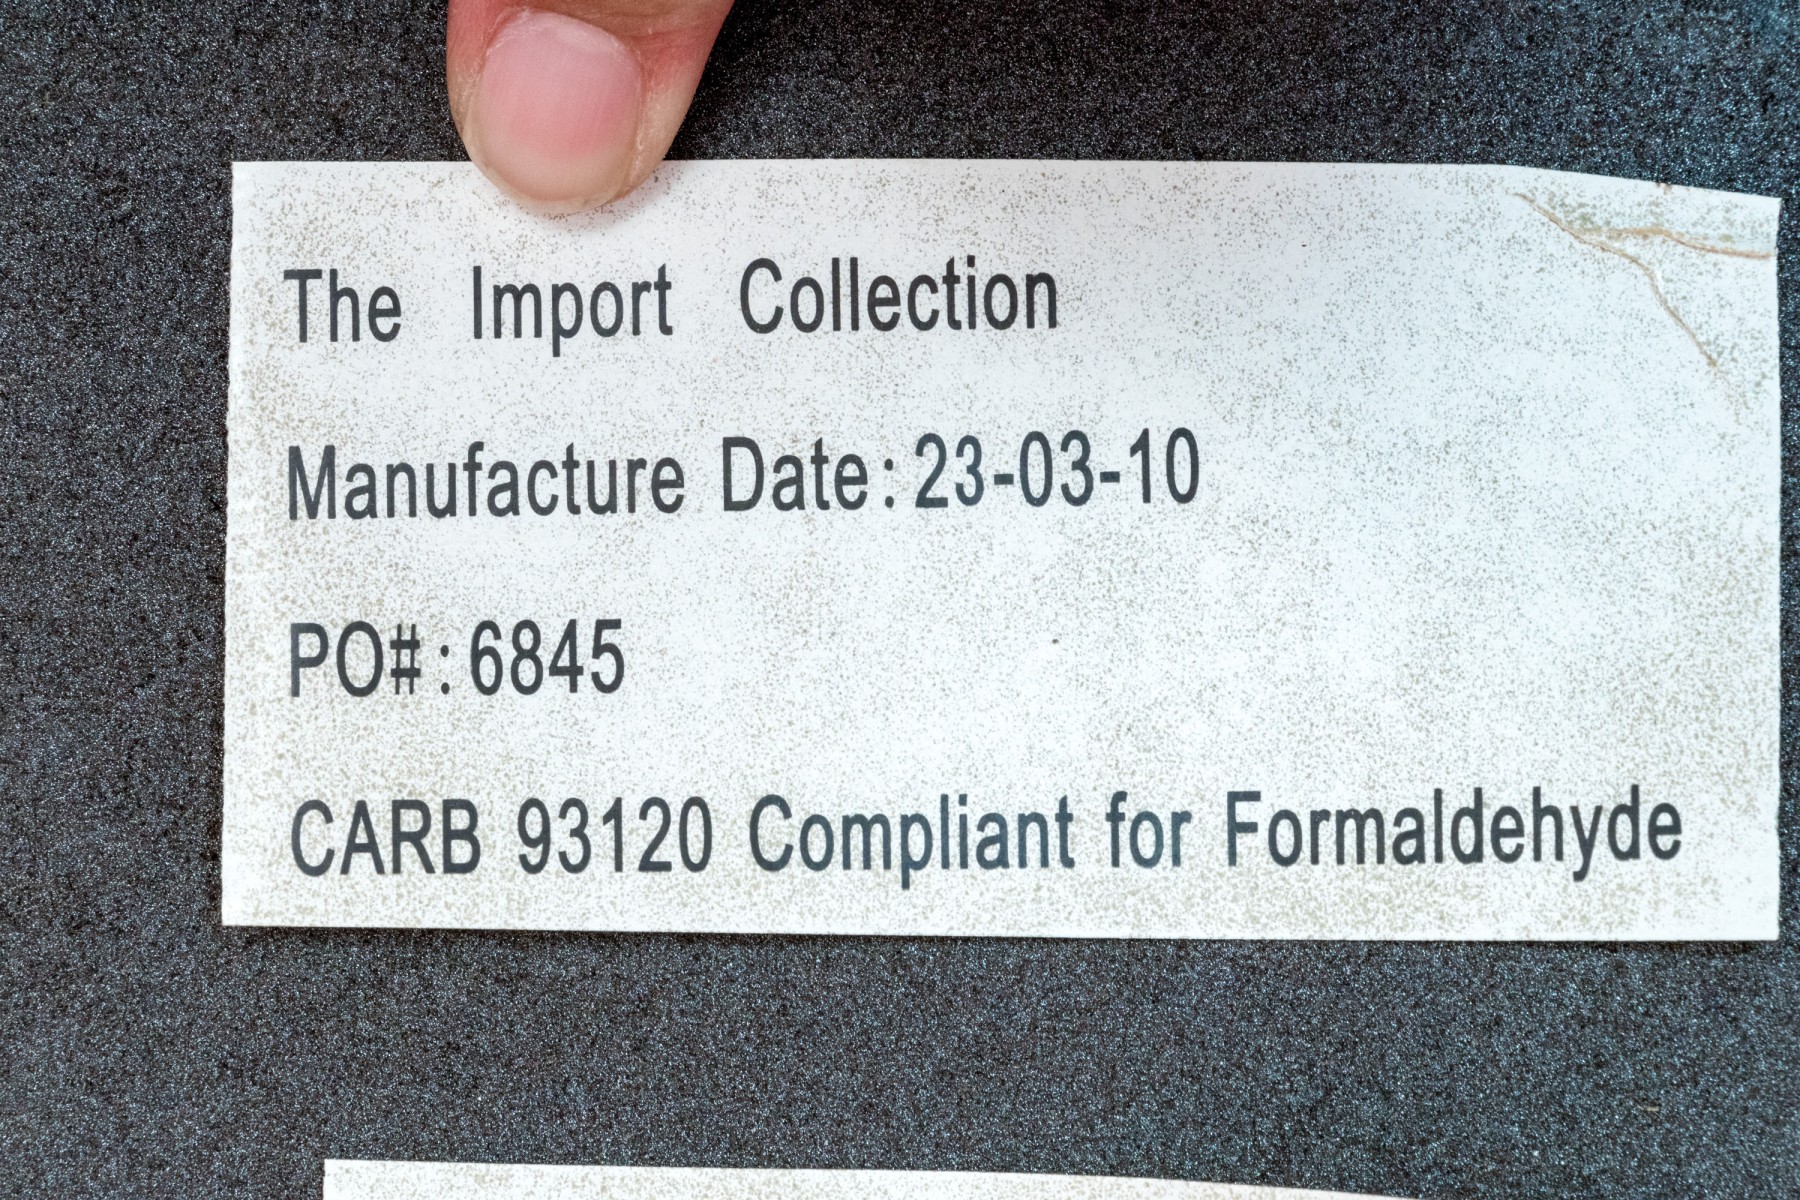 The Import Collection
Manufacture Date: 23-03-10
PO#: 6845
CARB 93120 Compliant for Formaldehyde